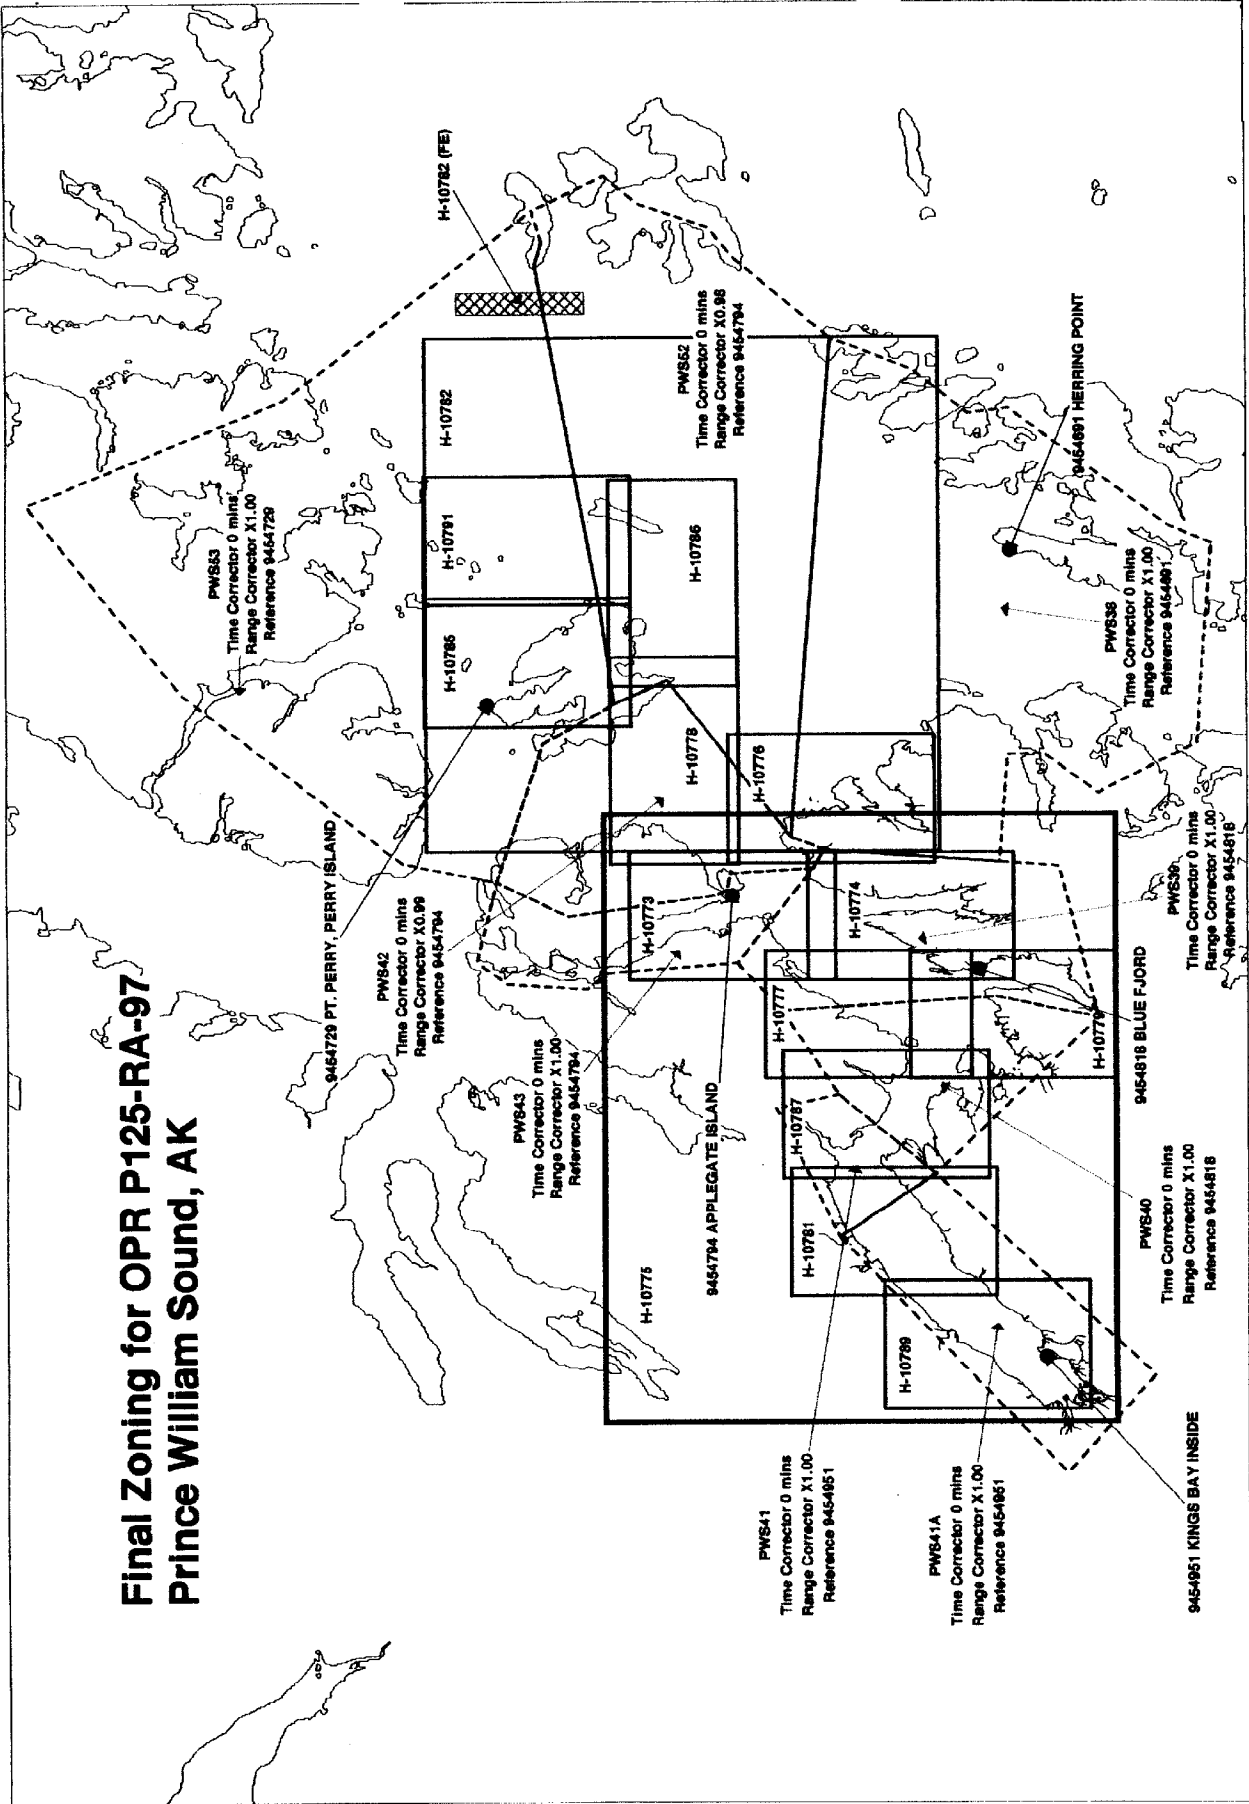 Final Zoning for OPR P125-RA-97
Prince William Sound, AK
9454729 PT. PERRY, PERRY ISLAND
PWS53
Time Corrector 0 mins
Range Corrector X1.00
Reference 9454729
H-10782 (FE)
PWS42
Time Corrector 0 mins
Range Corrector X0.99
Reference 9454794
H-10785
H-10791
H-10782
PWS43
Time Corrector 0 mins
Range Corrector X1.00
Reference 9454794
PWS52
Time Corrector 0 mins
Range Corrector X0.98
Reference 9454794
H-10775
H-10773
H-10778
H-10786
9454794 APPLEGATE ISLAND
H-10776
H-10777
H-10787
H-10781
H-10774
H-10789
H-10779
PWS41
Time Corrector 0 mins
Range Corrector X1.00
Reference 9454951
PWS41A
Time Corrector 0 mins
Range Corrector X1.00
Reference 9454951
9454691 HERRING POINT
PWS38
Time Corrector 0 mins
Range Corrector X1.00
Reference 9454691
9454818 BLUE FJORD
PWS39
Time Corrector 0 mins
Range Corrector X1.00
Reference 9454818
PWS40
Time Corrector 0 mins
Range Corrector X1.00
Reference 9454818
9454951 KINGS BAY INSIDE